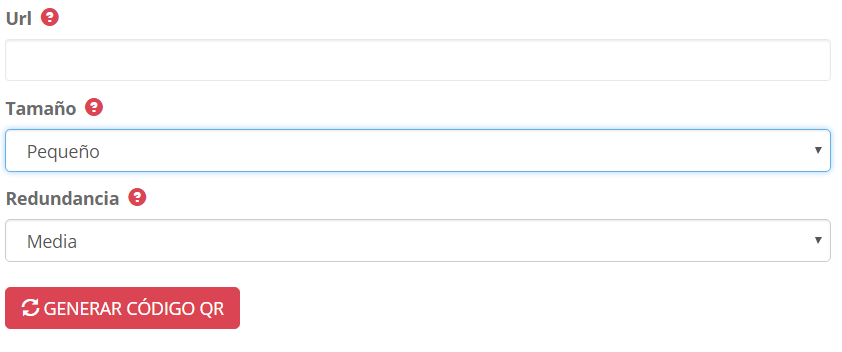 Url ?
Tamaño ?
Pequeño
Redundancia ?
Media
GENERAR CÓDIGO QR